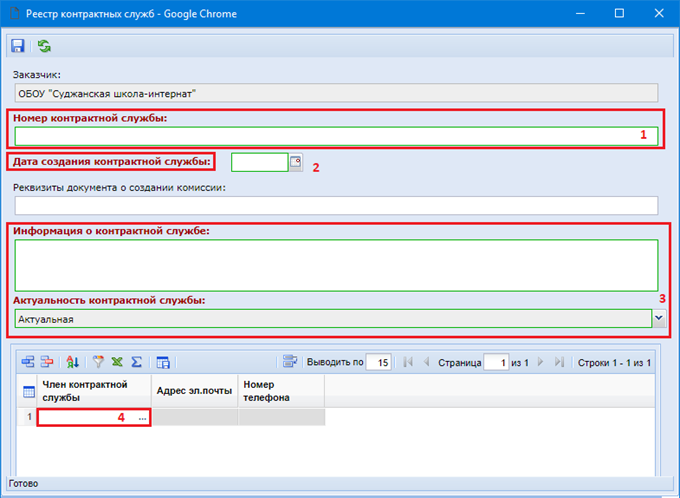 Реестр контрактных служб - Google Chrome
Заказчик:
ОБОУ "Суджанская школа-интернат"
Номер контрактной службы:
1
Дата создания контрактной службы:
2
Реквизиты документа о создании комиссии:
Информация о контрактной службе:
Актуальность контрактной службы:
3
Актуальная
Выводить по 15 Страница 1 из 1 Строки 1 - 1 из 1
Член контрактной службы
Адрес эл.почты
Номер телефона
1 4 ...
Готово